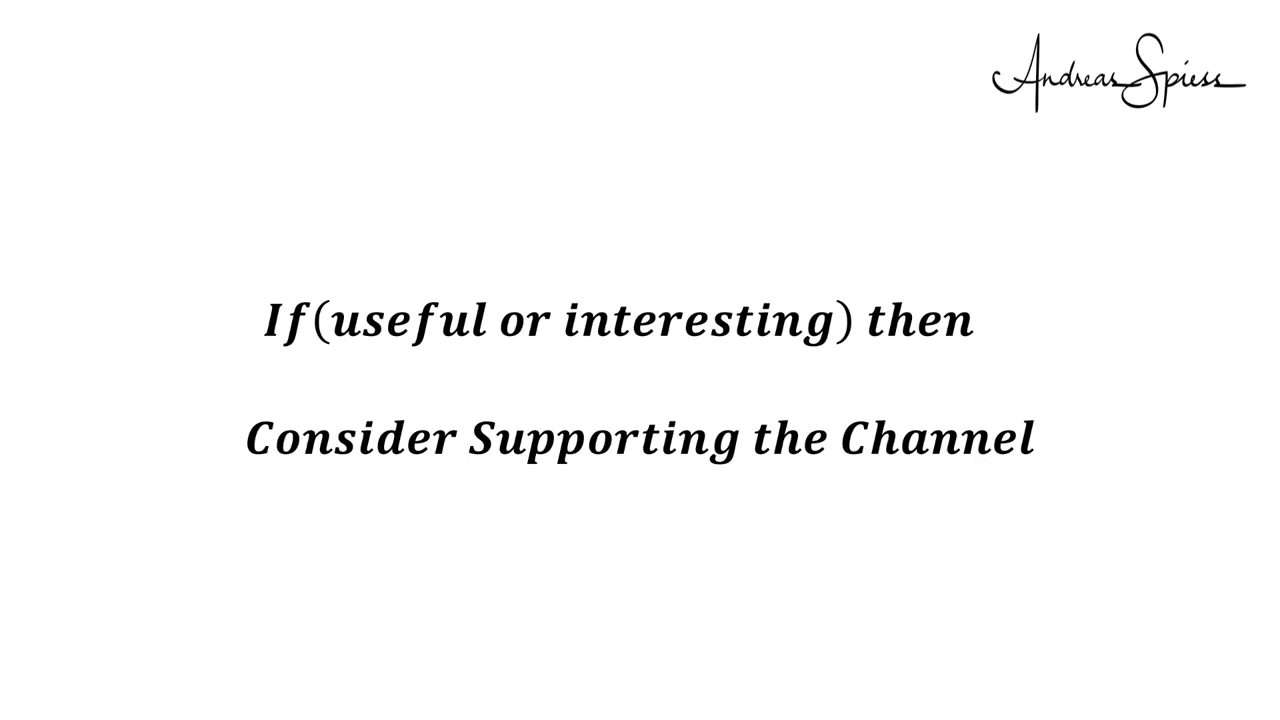 Andreas Spiess
If(useful or interesting) then
Consider Supporting the Channel